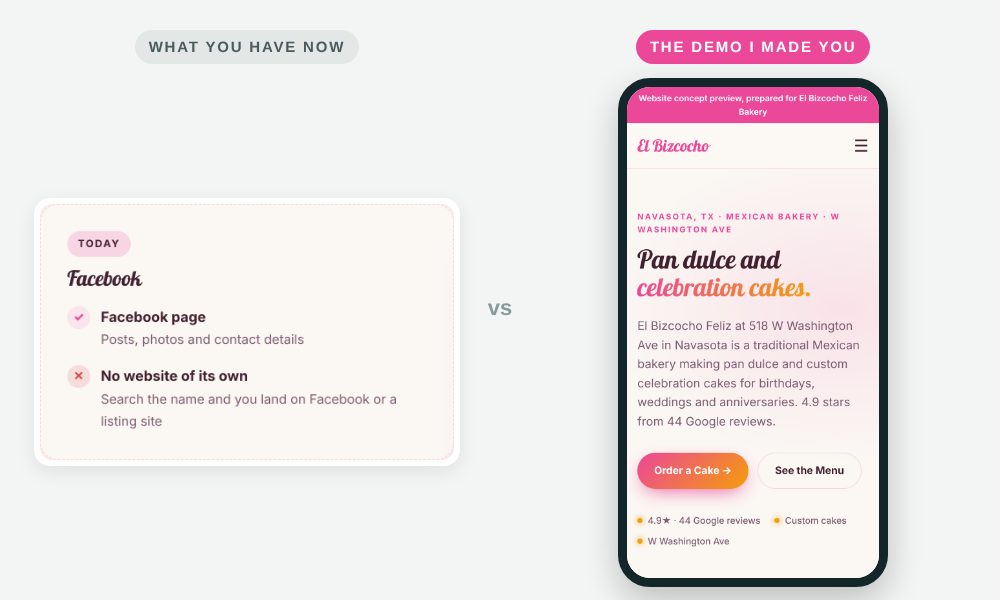 WHAT YOU HAVE NOW
TODAY
Facebook
Facebook page
Posts, photos and contact details
No website of its own
Search the name and you land on Facebook or a
listing site
vs
THE DEMO I MADE YOU
Website concept preview, prepared for El Bizcocho Feliz
Bakery
El Bizcocho
NAVASOTA, TX · MEXICAN BAKERY · W
WASHINGTON AVE
Pan dulce and
celebration cakes.
El Bizcocho Feliz at 518 W Washington
Ave in Navasota is a traditional Mexican
bakery making pan dulce and custom
celebration cakes for birthdays,
weddings and anniversaries. 4.9 stars
from 44 Google reviews.
Order a Cake →
See the Menu
4.9★ · 44 Google reviews
Custom cakes
W Washington Ave